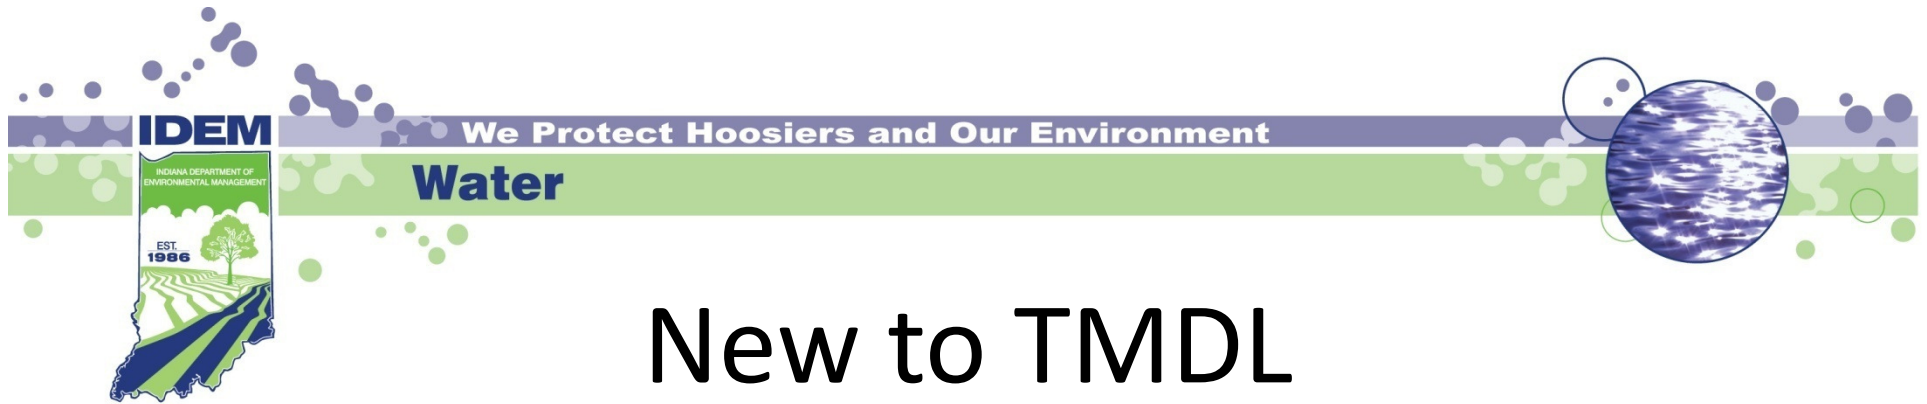 IDEM
We Protect Hoosiers and Our Environment
INDIANA DEPARTMENT OF
ENVIRONMENTAL MANAGEMENT
Water
EST.
1986
New to TMDL